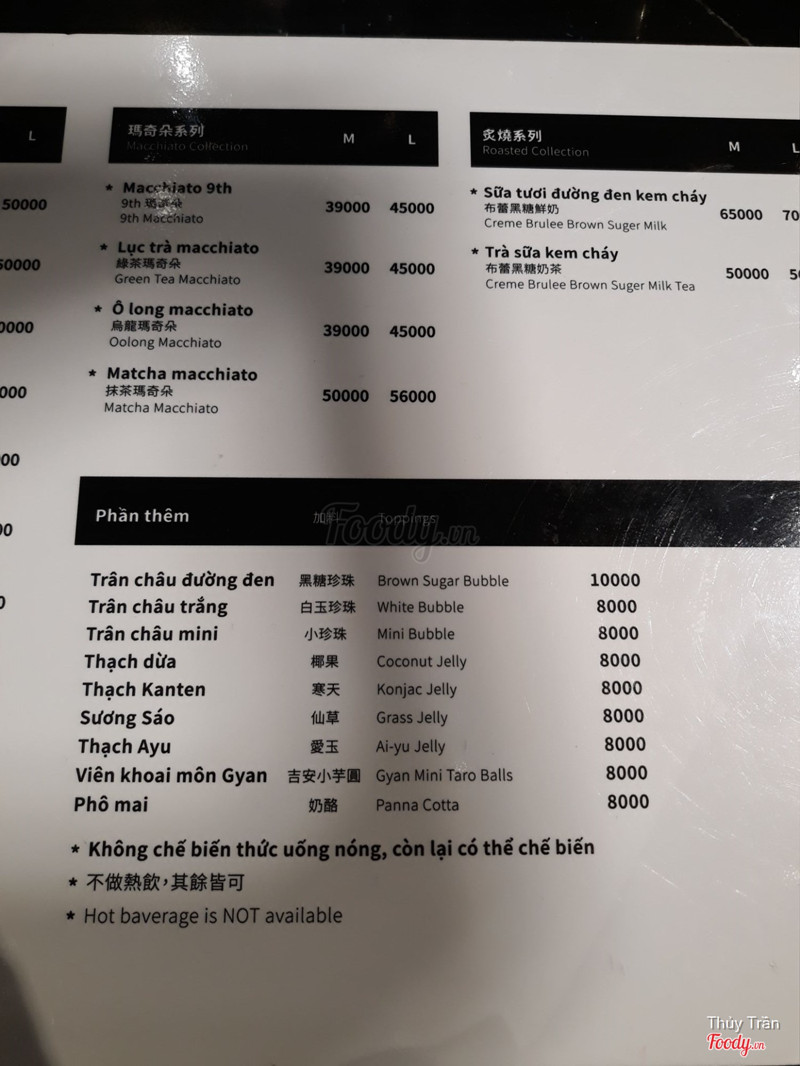 L
50000
瑪奇朵系列 M L
Macchiato Collection
* Macchiato 9th
9th 瑪奇朵 39000 45000
9th Macchiato
* Lục trà macchiato
綠茶瑪奇朵 39000 45000
Green Tea Macchiato
* Ô long macchiato
烏龍瑪奇朵 39000 45000
Oolong Macchiato
* Matcha macchiato
抹茶瑪奇朵 50000 56000
Matcha Macchiato
炙燒系列 M L
Roasted Collection
* Sữa tươi đường đen kem cháy
布蕾黑糖鮮奶 65000
Creme Brulee Brown Suger Milk
* Trà sữa kem cháy
布蕾黑糖奶茶 50000
Creme Brulee Brown Suger Milk Tea
Phần thêm 加料 Toppings
Foody.vn
Trân châu đường đen 黑糖珍珠 Brown Sugar Bubble 10000
Trân châu trắng 白玉珍珠 White Bubble 8000
Trân châu mini 小珍珠 Mini Bubble 8000
Thạch dừa 椰果 Coconut Jelly 8000
Thạch Kanten 寒天 Konjac Jelly 8000
Sương Sáo 仙草 Grass Jelly 8000
Thạch Ayu 愛玉 Ai-yu Jelly 8000
Viên khoai môn Gyan 吉安小芋圓 Gyan Mini Taro Balls 8000
Phô mai 奶酪 Panna Cotta 8000
* Không chế biến thức uống nóng, còn lại có thể chế biến
* 不做熱飲，其餘皆可
* Hot baverage is NOT available
Thúy Trần
Foody.vn